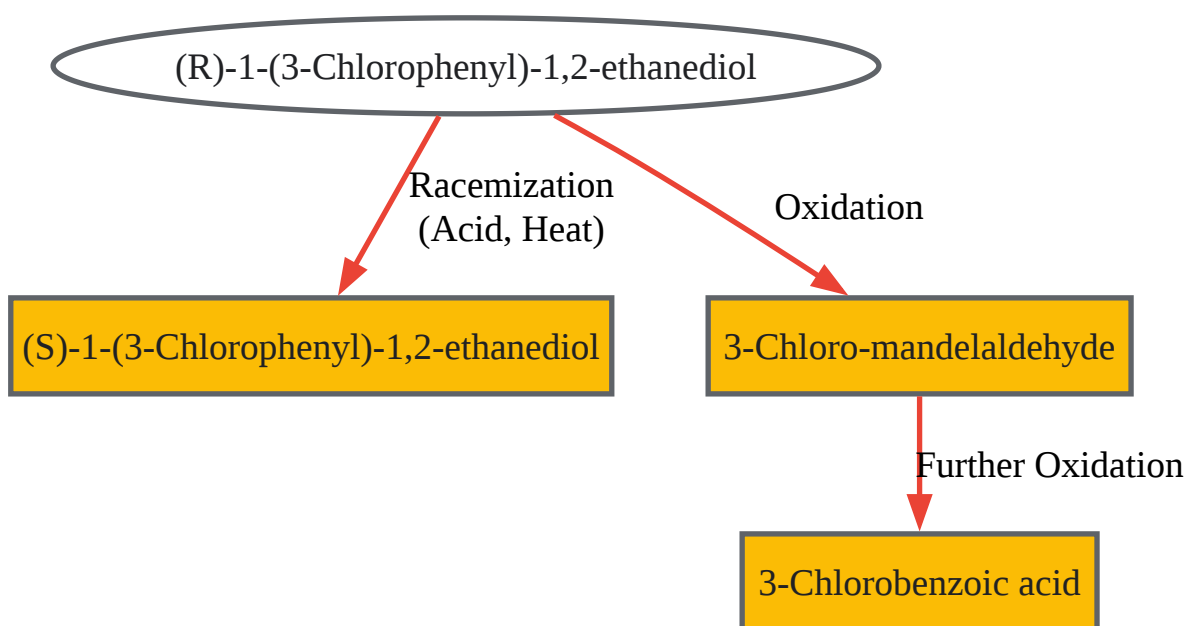 (R)-1-(3-Chlorophenyl)-1,2-ethanediol
Racemization
(Acid, Heat)
Oxidation
(S)-1-(3-Chlorophenyl)-1,2-ethanediol
3-Chloro-mandelaldehyde
Further Oxidation
3-Chlorobenzoic acid